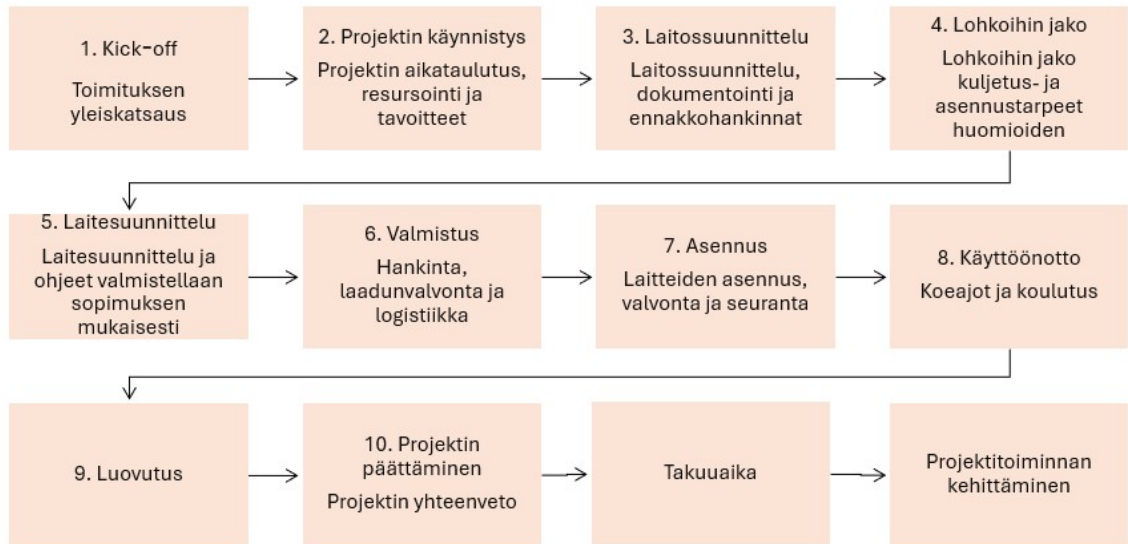 1. Kick-off
Toimituksen
yleiskatsaus
2. Projektin käynnistys
Projektin aikataulutus,
resursointi ja
tavoitteet
3. Laitossuunnittelu
Laitossuunnittelu,
dokumentointi ja
ennakkohankinnat
4. Lohkoihin jako
Lohkoihin jako
kuljetus- ja
asennustarpeet
huomioiden
5. Laitesuunnittelu
Laitesuunnittelu ja
ohjeet valmistellaan
sopimuksen
mukaisesti
6. Valmistus
Hankinta,
laadunvalvonta ja
logistiikka
7. Asennus
Laitteiden asennus,
valvonta ja seuranta
8. Käyttöönotto
Koeajot ja koulutus
9. Luovutus
10. Projektin
päättäminen
Projektin yhteenveto
Takuuaika
Projektitoiminnan
kehittäminen